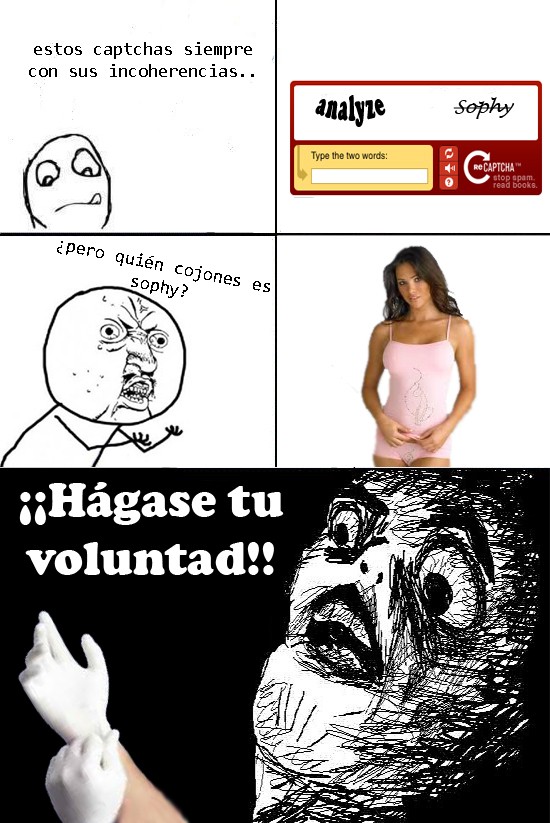 estos captchas siempre
con sus incoherencias..
analyze Sophy
Type the two words:
reCAPTCHA™
stop spam.
read books.
¿pero quién cojones es
sophy?
¡¡Hágase tu
voluntad!!